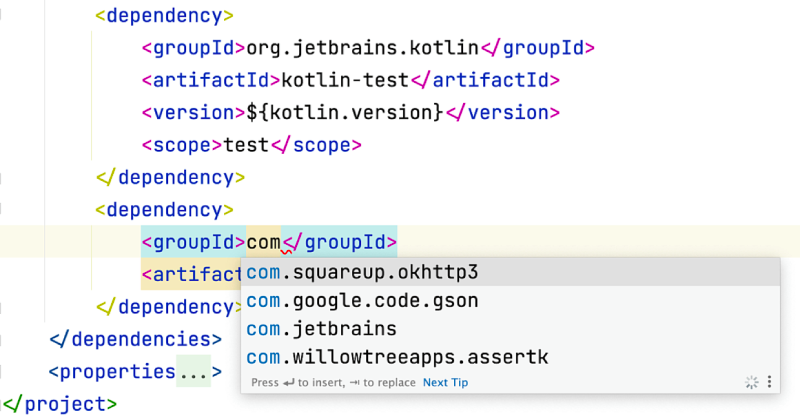 <dependency>
<groupId>org.jetbrains.kotlin</groupId>
<artifactId>kotlin-test</artifactId>
<version>${kotlin.version}</version>
<scope>test</scope>
</dependency>
<dependency>
<groupId>com</groupId>
<artifact
com.squareup.okhttp3
com.google.code.gson
com.jetbrains
com.willowtreeapps.assertk
Press ↵ to insert, ⇥ to replace Next Tip
</dependency>
</dependencies>
<properties...>
</project>